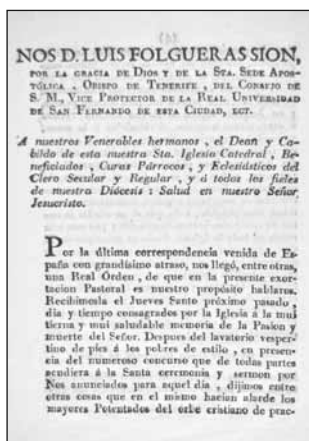 NOS D. LUIS FOLGUERAS SION,
POR LA GRACIA DE DIOS Y DE LA STA. SEDE APOS-
TÓLICA , OBISPO DE TENERIFE , DEL CONSEJO DE
S. M., VICE PROTECTOR DE LA REAL UNIVERSIDAD
DE SAN FERNANDO DE ESTA CIUDAD, ECT.
A nuestros Venerables hermanos , el Dean y Ca-
bildo de esta nuestra Sta. Iglesia Catedral , Be-
neficiados , Curas Párrocos , y Eclesiásticos del
Clero Secular y Regular , y á todos los fieles
de nuestra Diócesis : Salud en nuestro Señor
Jesucristo.
Por la última correspondencia venida de Es-
paña con grandísimo atraso, nos llegó, entre otras,
una Real Orden , de que en la presente exor-
tacion Pastoral es nuestro propósito hablaros.
Recibímosla el Jueves Santo próximo pasado ,
dia y tiempo consagrados por la Iglesia á la mui
tierna y mui saludable memoria de la Pasion y
muerte del Señor. Despues del lavatorio vesper-
tino de pies á los pobres de estilo , en presen-
cia del numeroso concurso que de todas partes
acudiera á la Santa ceremonia y sermon por
Nos anunciados para aquel dia , dijimos entre
otras cosas que en el mismo hacian alarde los
mayores Potentados del orbe cristiano de prac-